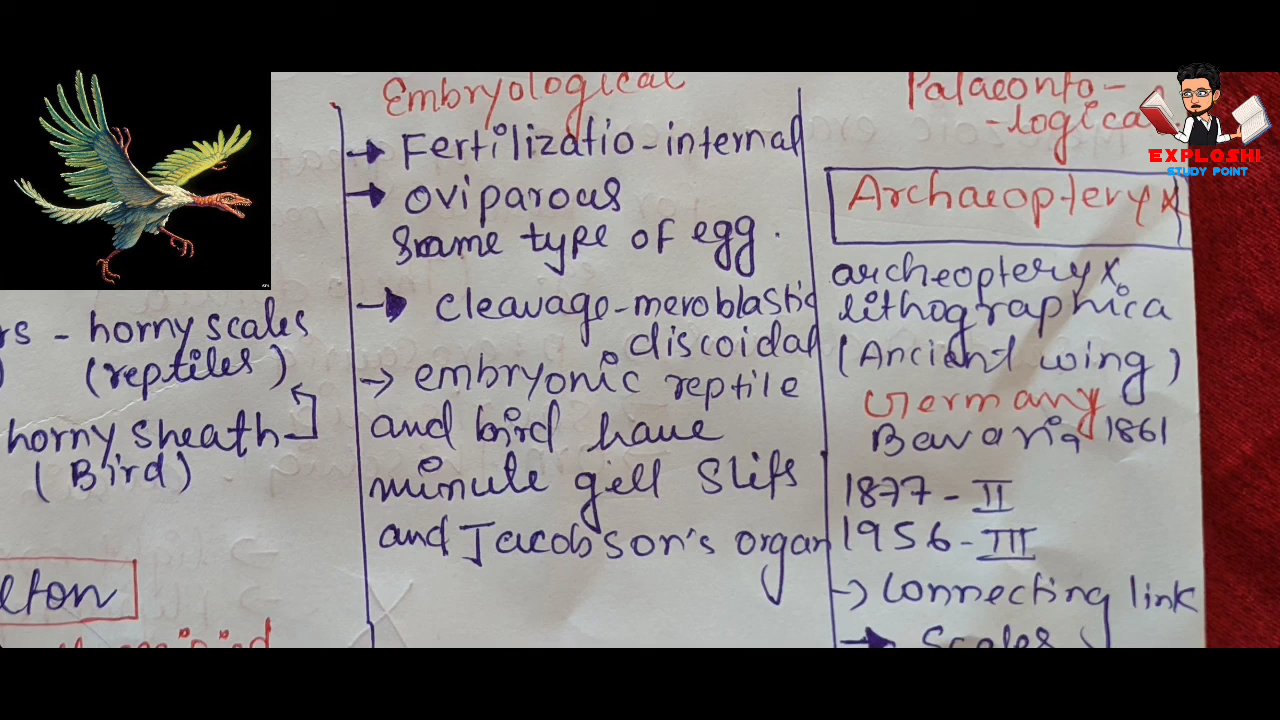 rs - horny scales
(reptiles)
horny sheath
(Bird)
elton
Embryological
→ Fertilizatio - internal
→ oviparous
same type of egg.
→ cleavage - meroblastic
discoidal
→ embryonic reptile
and bird have
minute gill slits
and Jacobson's organ
Palaeonto-
-logical
Archaeopteryx
archeopteryx
lithographica
(Ancient wing)
Germany
Bavaria 1861
1877 - II
1956 - III
→ Connecting link
→ Scales
EXPLOSHI
STUDY POINT